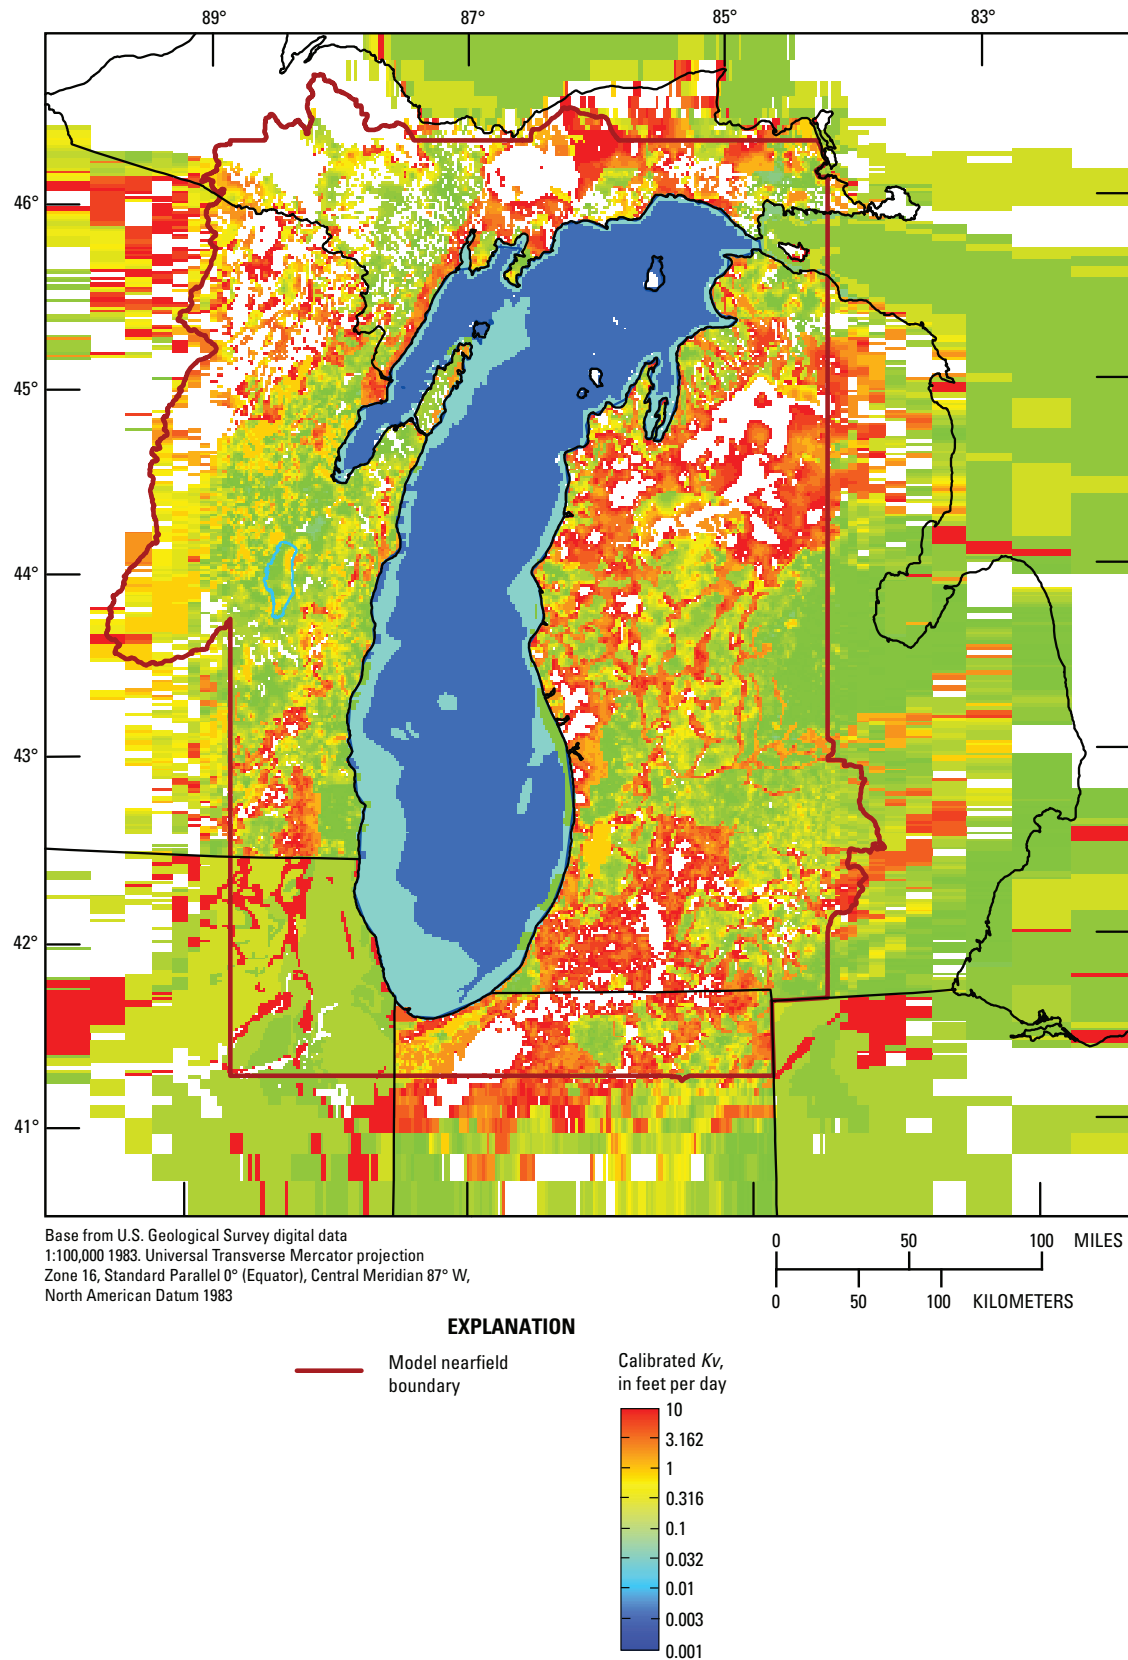 89°
87°
85°
83°
46°
45°
44°
43°
42°
41°
Base from U.S. Geological Survey digital data
1:100,000 1983. Universal Transverse Mercator projection
Zone 16, Standard Parallel 0° (Equator), Central Meridian 87° W,
North American Datum 1983
0 50 100 MILES
0 50 100 KILOMETERS
EXPLANATION
Model nearfield
boundary
Calibrated Kv,
in feet per day
10
3.162
1
0.316
0.1
0.032
0.01
0.003
0.001